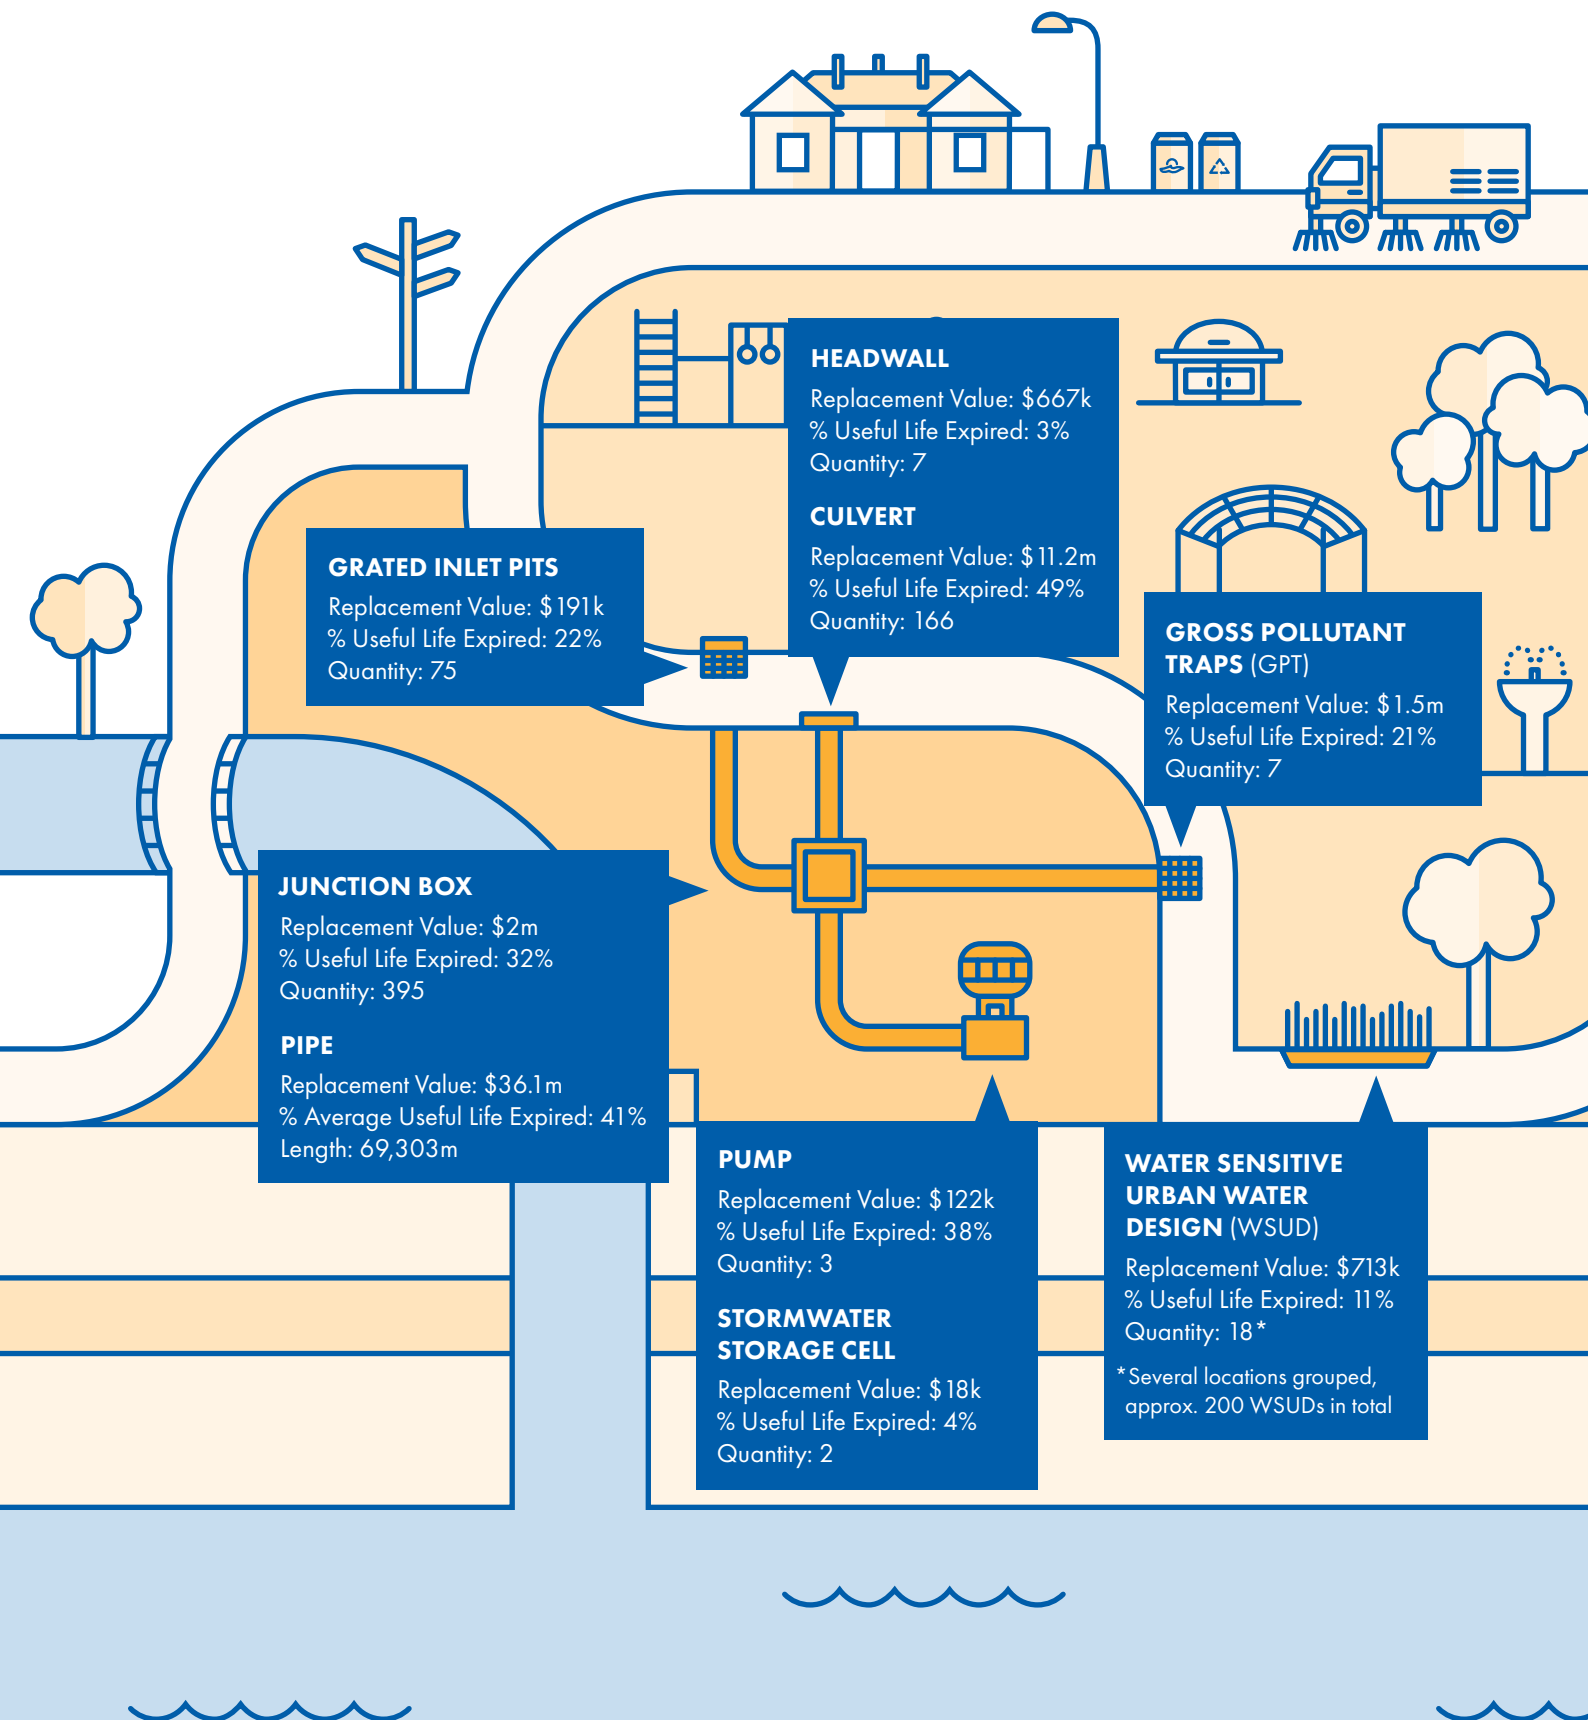 HEADWALL
Replacement Value: $667k
% Useful Life Expired: 3%
Quantity: 7
CULVERT
Replacement Value: $11.2m
% Useful Life Expired: 49%
Quantity: 166
GRATED INLET PITS
Replacement Value: $191k
% Useful Life Expired: 22%
Quantity: 75
GROSS POLLUTANT
TRAPS (GPT)
Replacement Value: $1.5m
% Useful Life Expired: 21%
Quantity: 7
JUNCTION BOX
Replacement Value: $2m
% Useful Life Expired: 32%
Quantity: 395
PIPE
Replacement Value: $36.1m
% Average Useful Life Expired: 41%
Length: 69,303m
PUMP
Replacement Value: $122k
% Useful Life Expired: 38%
Quantity: 3
STORMWATER
STORAGE CELL
Replacement Value: $18k
% Useful Life Expired: 4%
Quantity: 2
WATER SENSITIVE
URBAN WATER
DESIGN (WSUD)
Replacement Value: $713k
% Useful Life Expired: 11%
Quantity: 18*
*Several locations grouped,
approx. 200 WSUDs in total